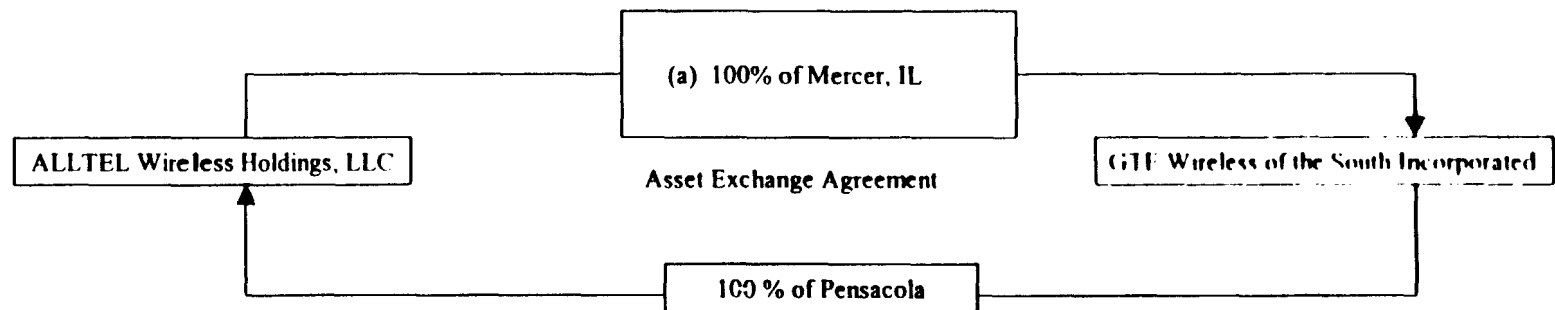 (a) 100% of Mercer, IL
ALLTEL Wireless Holdings, LLC
Asset Exchange Agreement
GTE Wireless of the South Incorporated
100 % of Pensacola